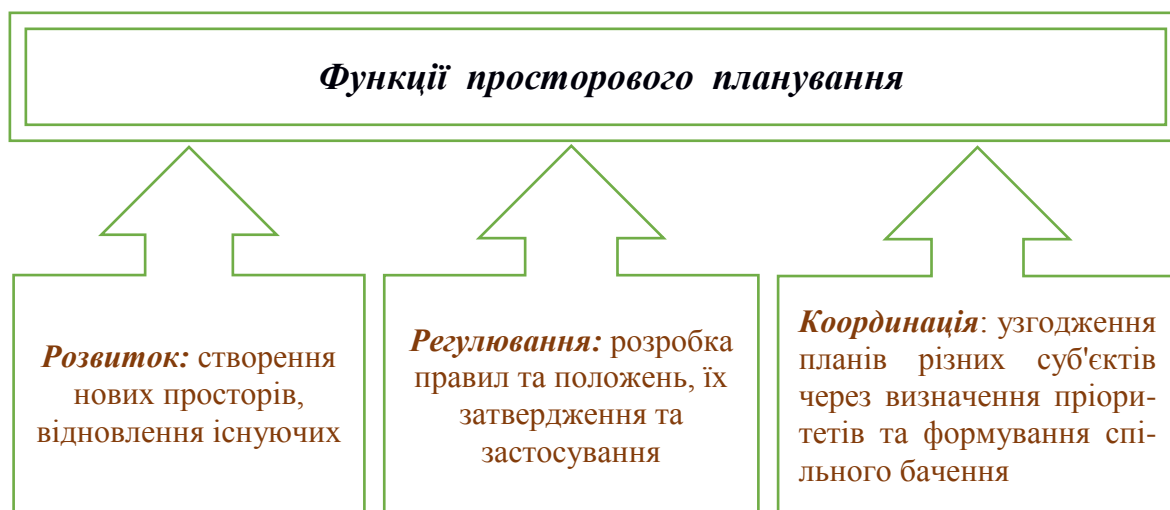 Функції просторового планування
Розвиток: створення
нових просторів,
відновлення існуючих
Регулювання: розробка
правил та положень, їх
затвердження та
застосування
Координація: узгодження
планів різних суб'єктів
через визначення пріори-
тетів та формування спі-
льного бачення